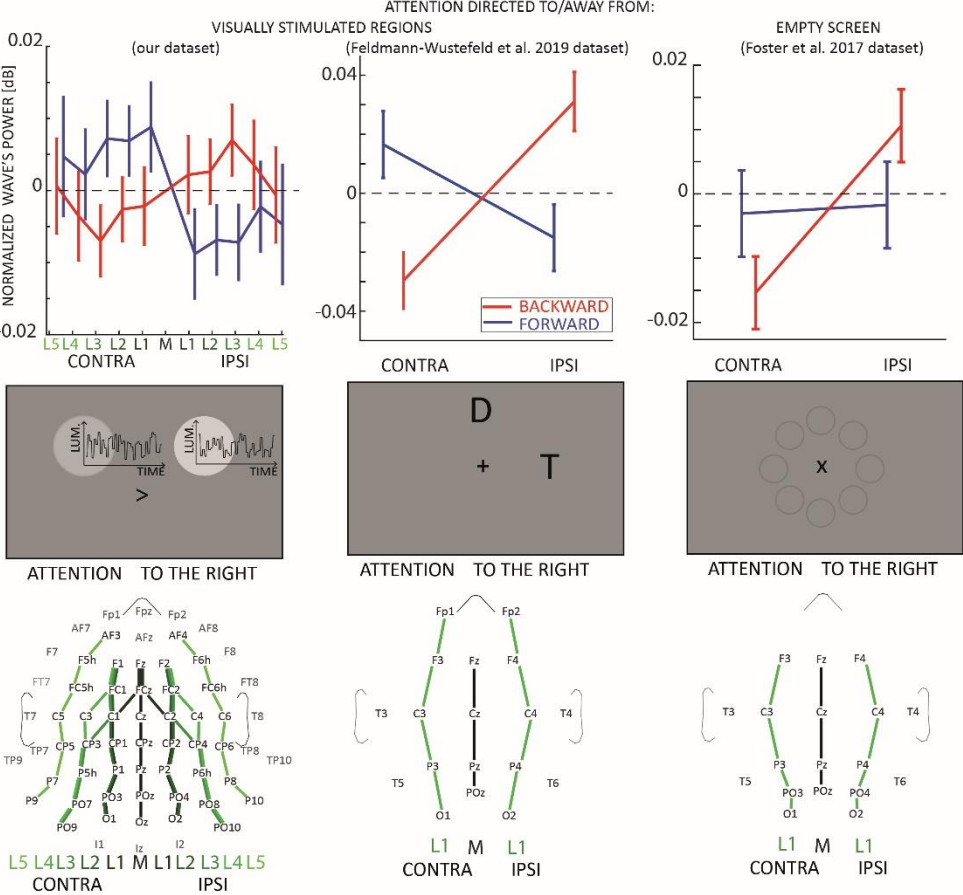 ATTENTION DIRECTED TO/AWAY FROM:
VISUALLY STIMULATED REGIONS
EMPTY SCREEN
(our dataset)
(Feldmann-Wustefeld et al. 2019 dataset)
(Foster et al. 2017 dataset)
NORMALIZED WAVE'S POWER [dB]
0.02
0
-0.02
L5 L4 L3 L2 L1 M L1 L2 L3 L4 L5
CONTRA IPSI
0.04
0
-0.04
BACKWARD
FORWARD
CONTRA IPSI
0.02
0
-0.02
CONTRA IPSI
LUM.
TIME
LUM.
TIME
>
ATTENTION TO THE RIGHT
D
+ T
ATTENTION TO THE RIGHT
x
ATTENTION TO THE RIGHT
Fp1 Fpz Fp2
AF7 AF3 AFz AF4 AF8
F7 F5h F1 Fz F2 F6h F8
FT7 FC5h FC1 FCz FC2 FC6h FT8
T7 C5 C3 C1 Cz C2 C4 C6 T8
TP9 TP7 CP5 CP3 CP1 CPz CP2 CP4 CP6 TP8 TP10
P9 P7 P5h P1 Pz P2 P6h P8 P10
PO9 PO7 PO3 POz PO4 PO8 PO10
O1 Oz O2
I1 Iz I2
L5 L4 L3 L2 L1 M L1 L2 L3 L4 L5
CONTRA IPSI
Fp1 Fp2
F3 Fz F4
T3 C3 Cz C4 T4
T5 P3 Pz P4 T6
POz
O1 O2
L1 M L1
CONTRA IPSI
F3 Fz F4
T3 C3 Cz C4 T4
T5 P3 Pz P4 T6
PO3 POz PO4
O1 O2
L1 M L1
CONTRA IPSI